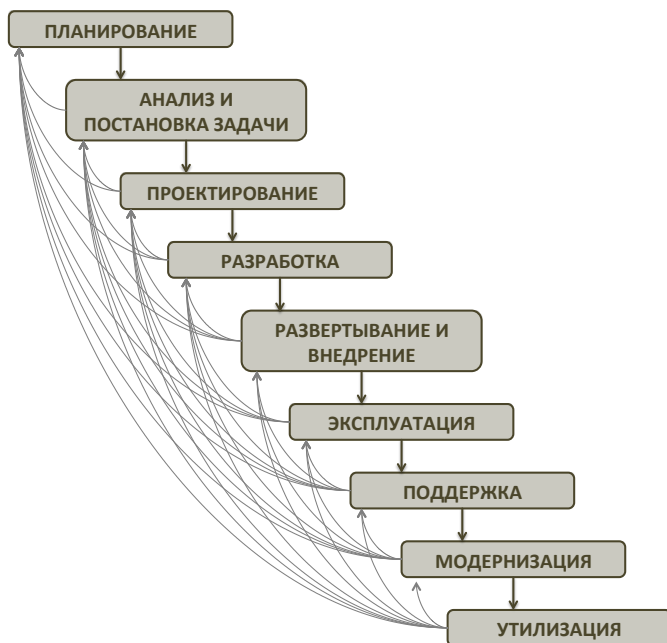 ПЛАНИРОВАНИЕ
АНАЛИЗ И
ПОСТАНОВКА ЗАДАЧИ
ПРОЕКТИРОВАНИЕ
РАЗРАБОТКА
РАЗВЕРТЫВАНИЕ И
ВНЕДРЕНИЕ
ЭКСПЛУАТАЦИЯ
ПОДДЕРЖКА
МОДЕРНИЗАЦИЯ
УТИЛИЗАЦИЯ